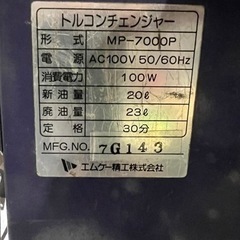 トルコンチェンジャー
形式 MP-7000P
電源 AC100V 50/60Hz
消費電力 100W
新油量 20ℓ
廃油量 23ℓ
定格 30分
MFG.NO. 7G143
エムケー精工株式会社